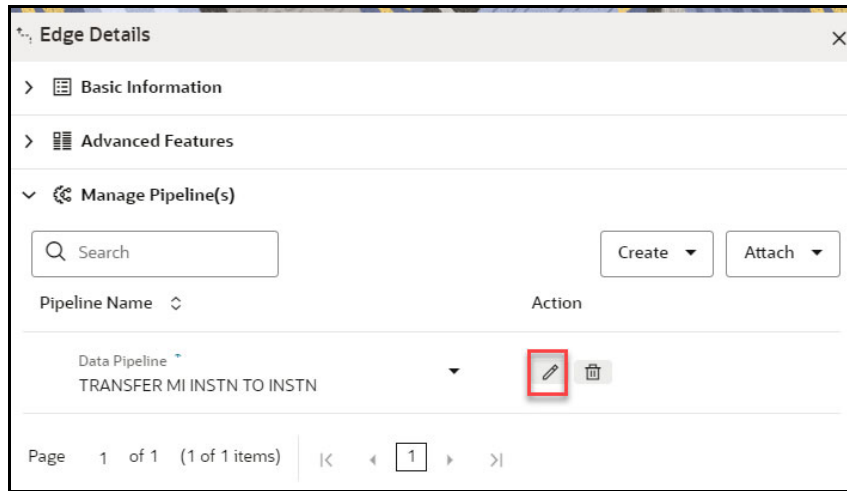 Edge Details
Basic Information
Advanced Features
Manage Pipeline(s)
Search
Create
Attach
Pipeline Name
Action
Data Pipeline
TRANSFER MI INSTN TO INSTN
Page 1 of 1 (1 of 1 items) 1